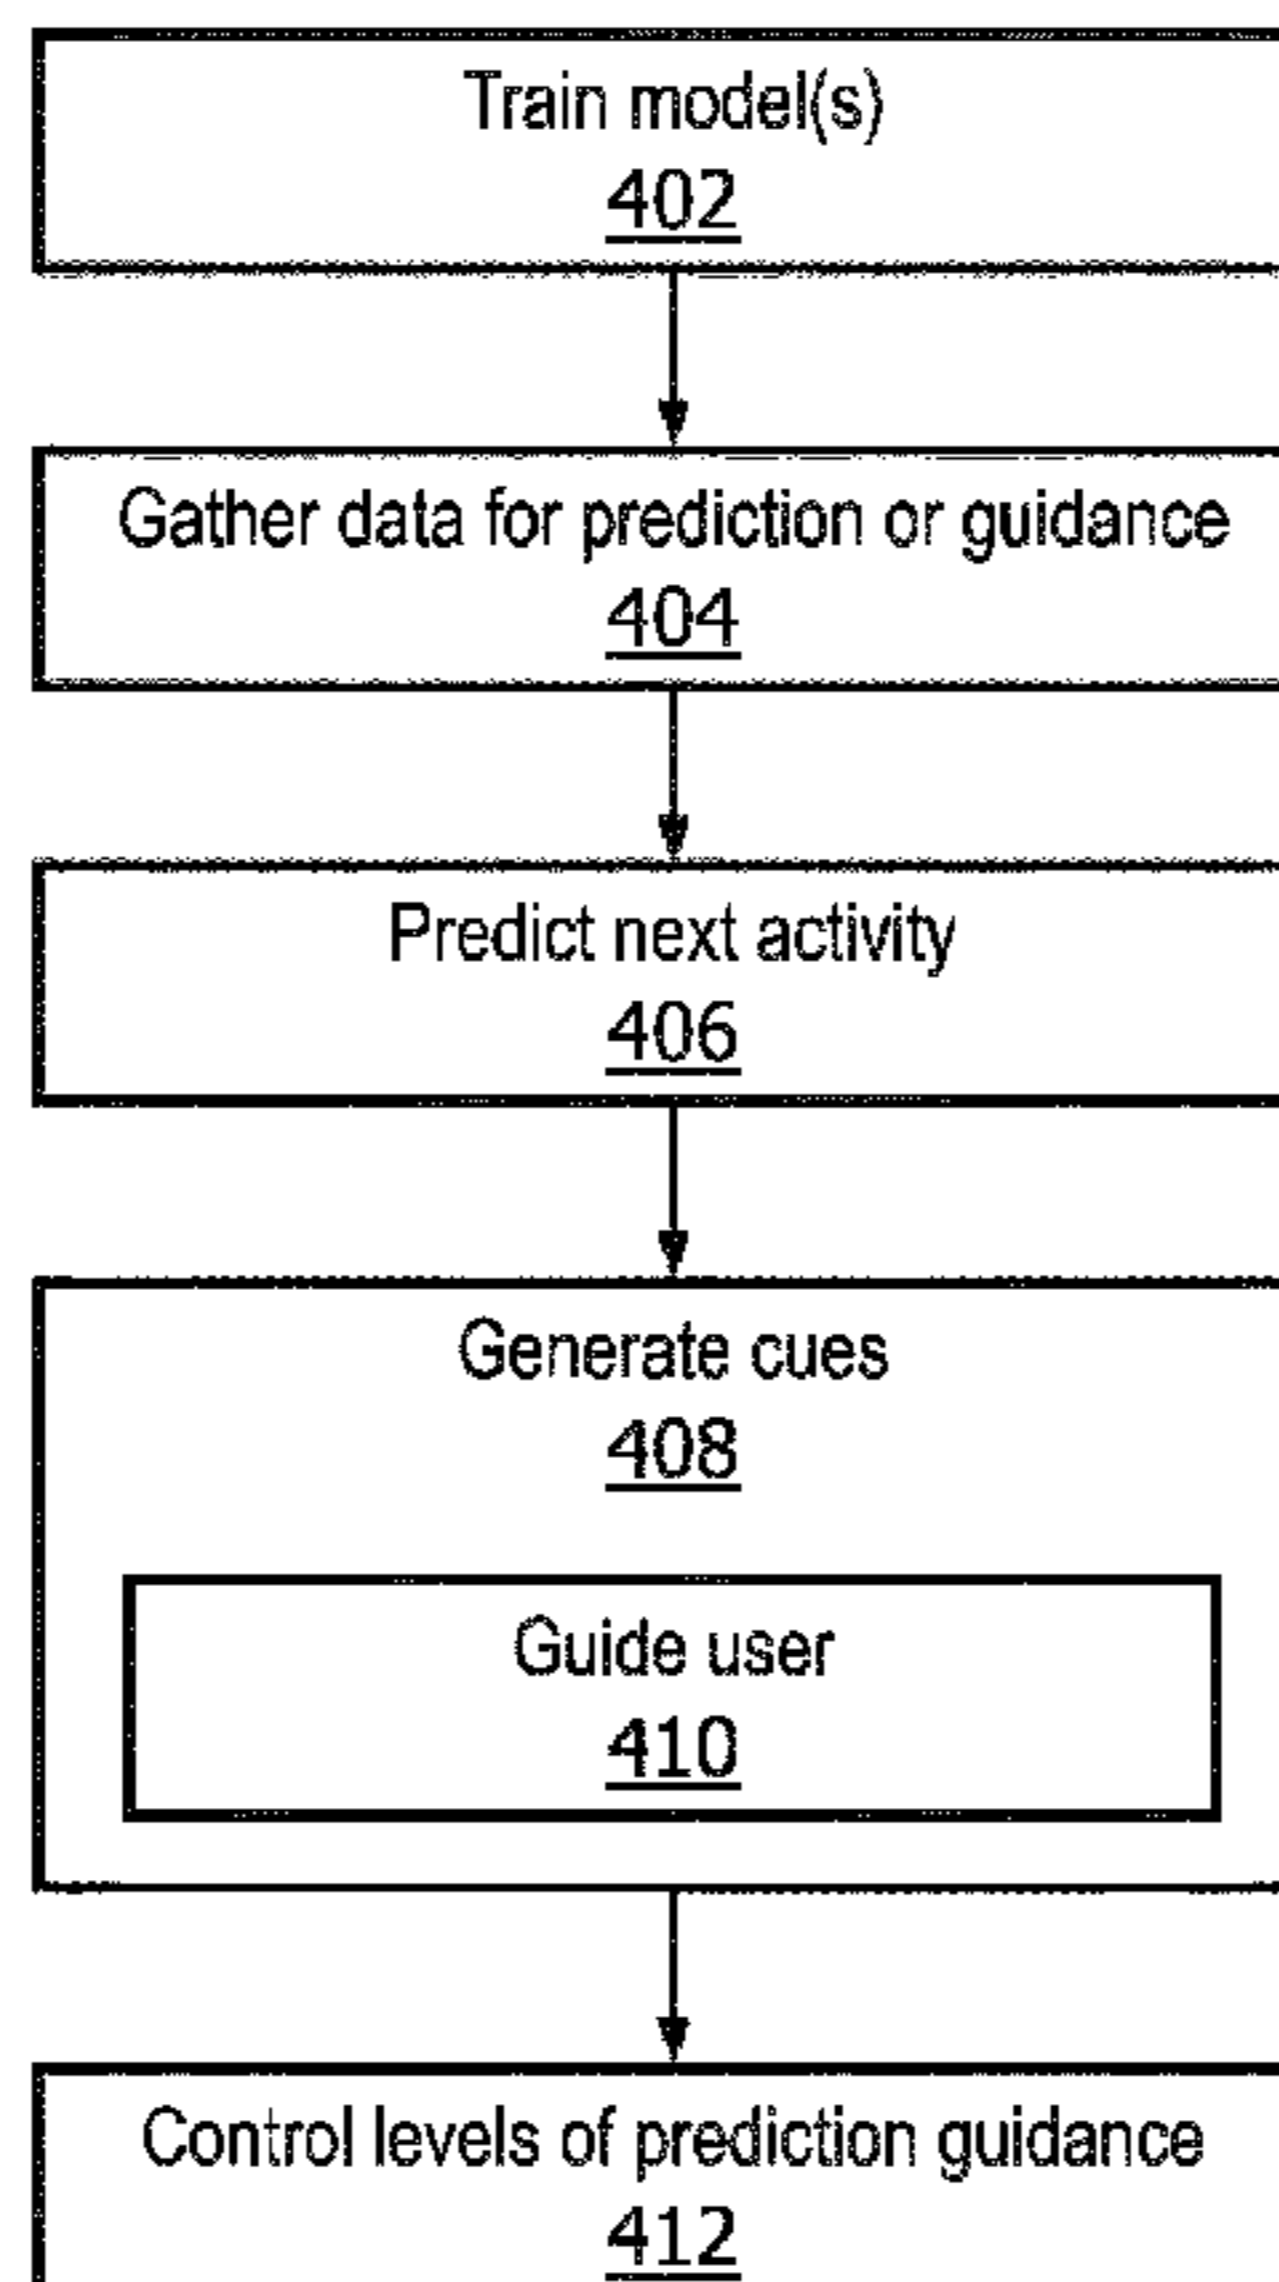 Train model(s)
402
Gather data for prediction or guidance
404
Predict next activity
406
Generate cues
408
Guide user
410
Control levels of prediction guidance
412